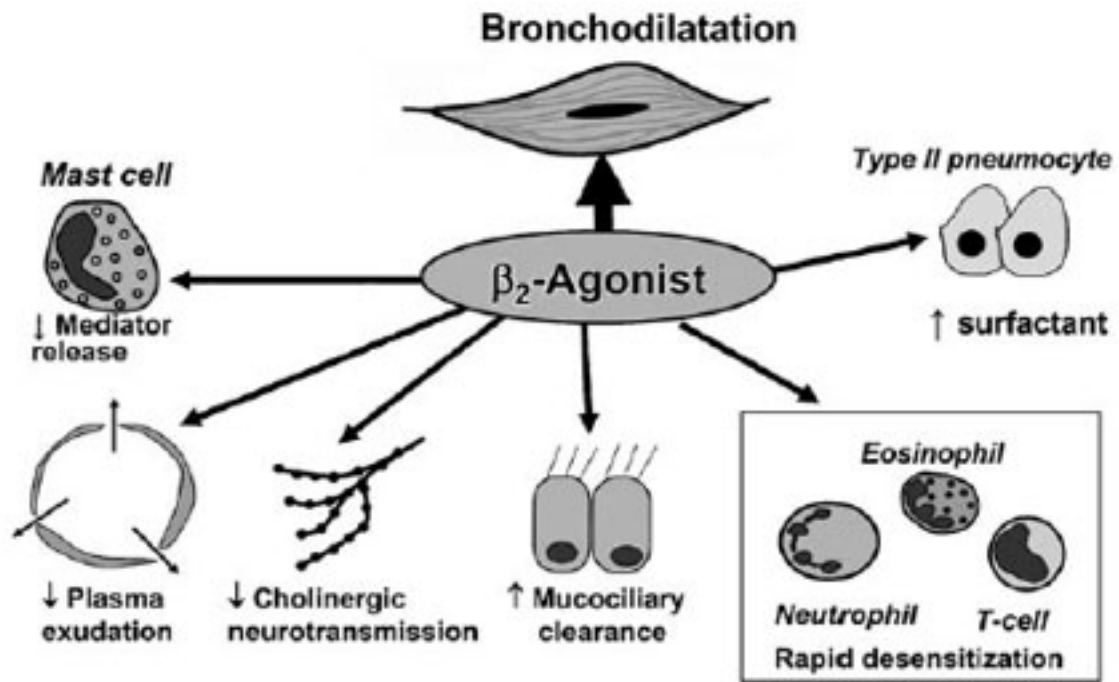 Bronchodilatation
Mast cell
Type II pneumocyte
β₂-Agonist
↓ Mediator
release
↑ surfactant
↓ Plasma
exudation
↓ Cholinergic
neurotransmission
↑ Mucociliary
clearance
Eosinophil
Neutrophil
T-cell
Rapid desensitization